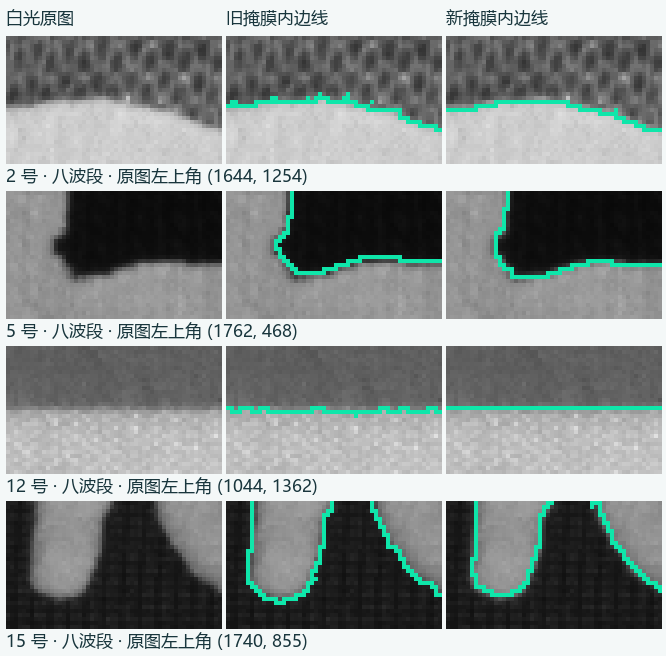 白光原图 旧掩膜内边线 新掩膜内边线
2 号 · 八波段 · 原图左上角 (1644, 1254)
5 号 · 八波段 · 原图左上角 (1762, 468)
12 号 · 八波段 · 原图左上角 (1044, 1362)
15 号 · 八波段 · 原图左上角 (1740, 855)